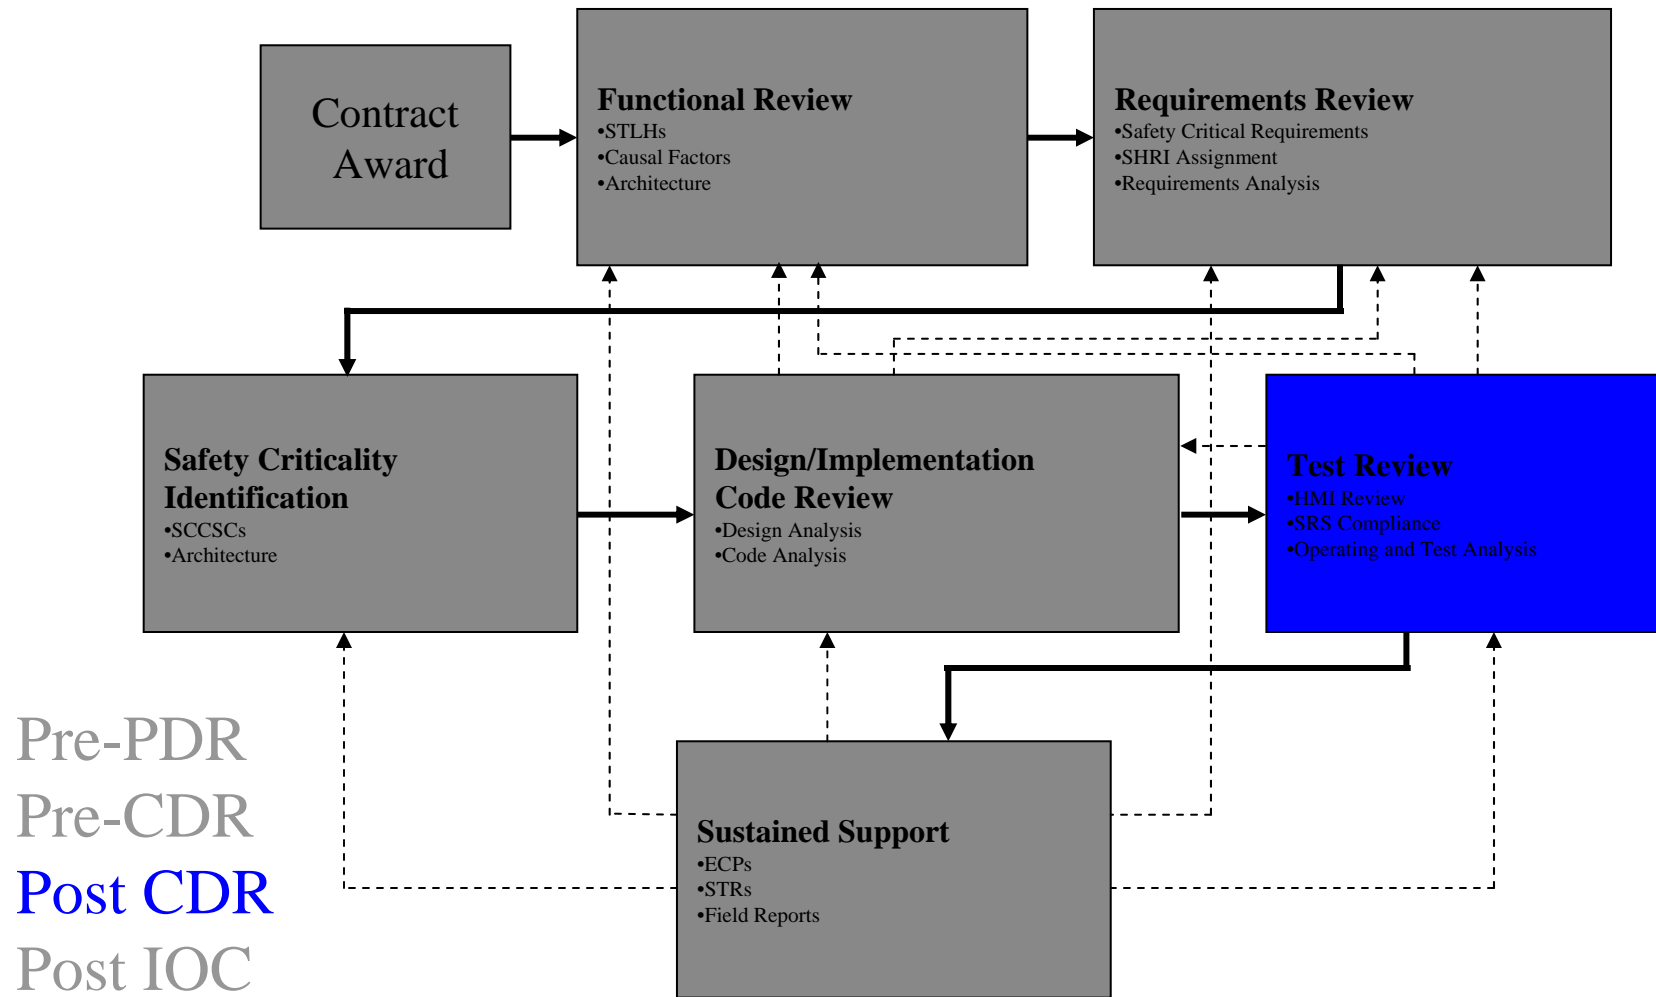 Contract
Award
Functional Review
•STLHs
•Causal Factors
•Architecture
Requirements Review
•Safety Critical Requirements
•SHRI Assignment
•Requirements Analysis
Safety Criticality
Identification
•SCCSCs
•Architecture
Design/Implementation
Code Review
•Design Analysis
•Code Analysis
Test Review
•HMI Review
•SRS Compliance
•Operating and Test Analysis
Sustained Support
•ECPs
•STRs
•Field Reports
Pre-PDR
Pre-CDR
Post CDR
Post IOC